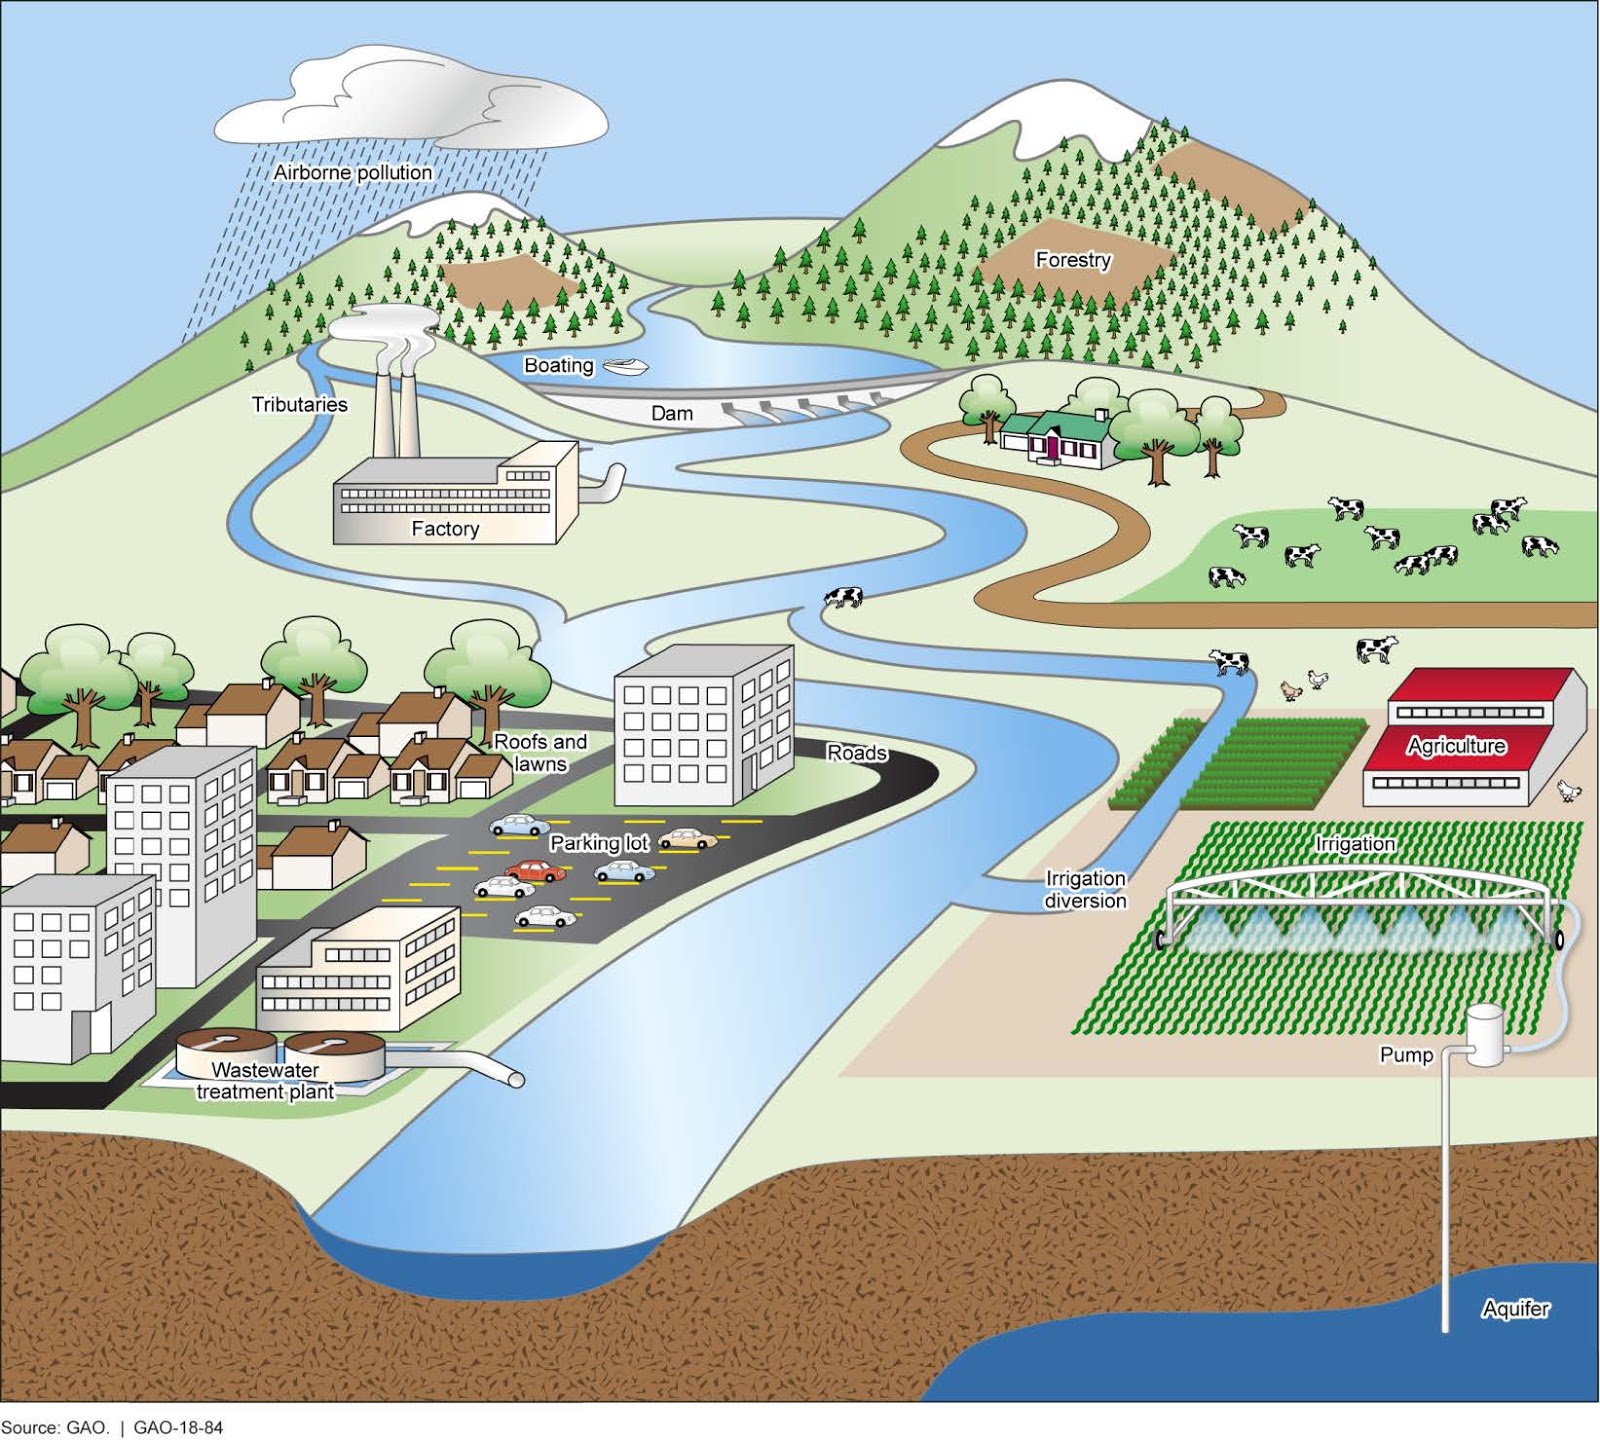 Airborne pollution
Forestry
Boating
Tributaries
Dam
Factory
Roofs and
lawns
Roads
Agriculture
Parking lot
Irrigation
Irrigation
diversion
Pump
Wastewater
treatment plant
Aquifer
Source: GAO. | GAO-18-84